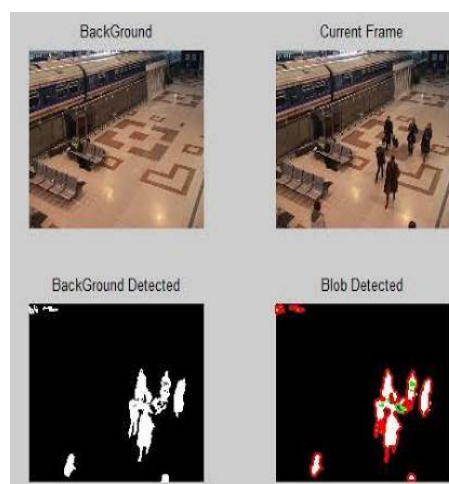 BackGround
Current Frame
BackGround Detected
Blob Detected